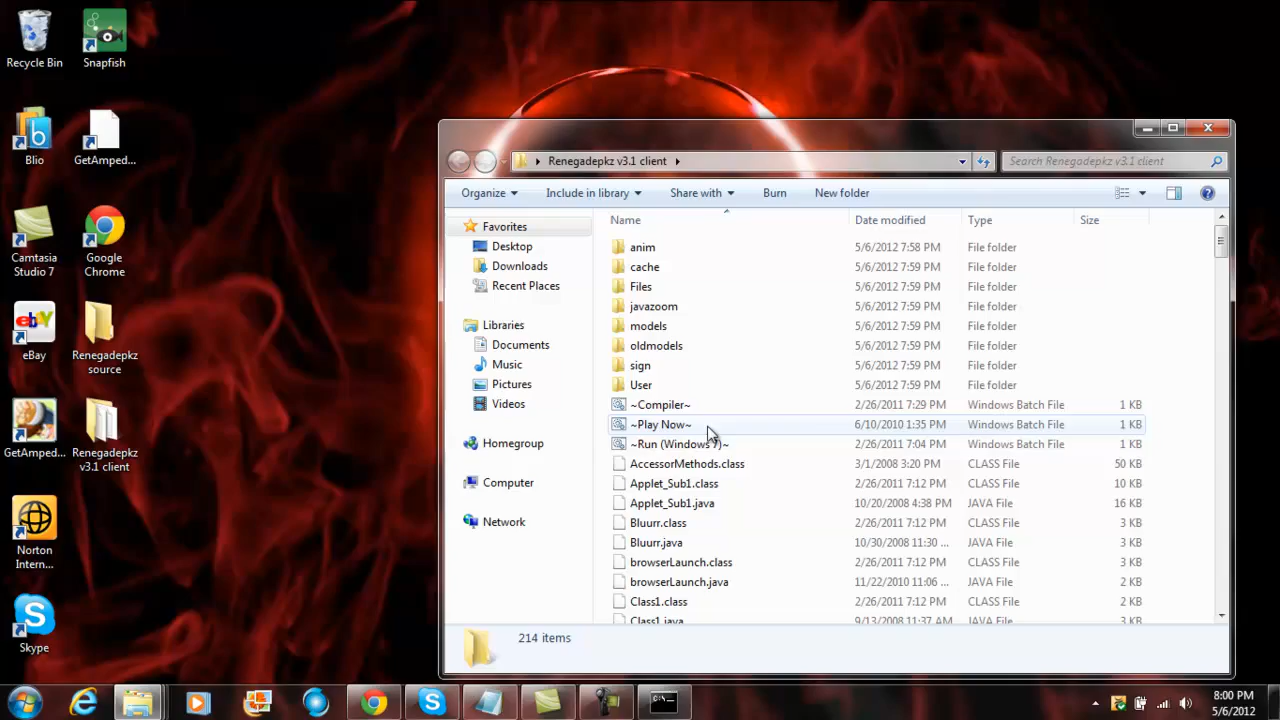 Recycle Bin
Snapfish
Blio
GetAmped...
Camtasia
Studio 7
Google
Chrome
eBay
Renegadepkz
source
GetAmped...
Renegadepkz
v3.1 client
Norton
Intern...
Skype
Renegadepkz v3.1 client
Search Renegadepkz v3.1 client
Organize Include in library Share with Burn New folder
Favorites
Desktop
Downloads
Recent Places
Libraries
Documents
Music
Pictures
Videos
Homegroup
Computer
Network
Name Date modified Type Size
anim 5/6/2012 7:58 PM File folder
cache 5/6/2012 7:59 PM File folder
Files 5/6/2012 7:59 PM File folder
javazoom 5/6/2012 7:59 PM File folder
models 5/6/2012 7:59 PM File folder
oldmodels 5/6/2012 7:59 PM File folder
sign 5/6/2012 7:59 PM File folder
User 5/6/2012 7:59 PM File folder
~Compiler~ 2/26/2011 7:29 PM Windows Batch File 1 KB
~Play Now~ 6/10/2010 1:35 PM Windows Batch File 1 KB
~Run (Windows 7)~ 2/26/2011 7:04 PM Windows Batch File 1 KB
AccessorMethods.class 3/1/2008 3:20 PM CLASS File 50 KB
Applet_Sub1.class 2/26/2011 7:12 PM CLASS File 10 KB
Applet_Sub1.java 10/20/2008 4:38 PM JAVA File 16 KB
Bluurr.class 2/26/2011 7:12 PM CLASS File 3 KB
Bluurr.java 10/30/2008 11:30 ... JAVA File 3 KB
browserLaunch.class 2/26/2011 7:12 PM CLASS File 3 KB
browserLaunch.java 11/22/2010 11:06 ... JAVA File 2 KB
Class1.class 2/26/2011 7:12 PM CLASS File 3 KB
Class1.java 9/13/2008 11:37 AM JAVA File 3 KB
214 items
8:00 PM
5/6/2012